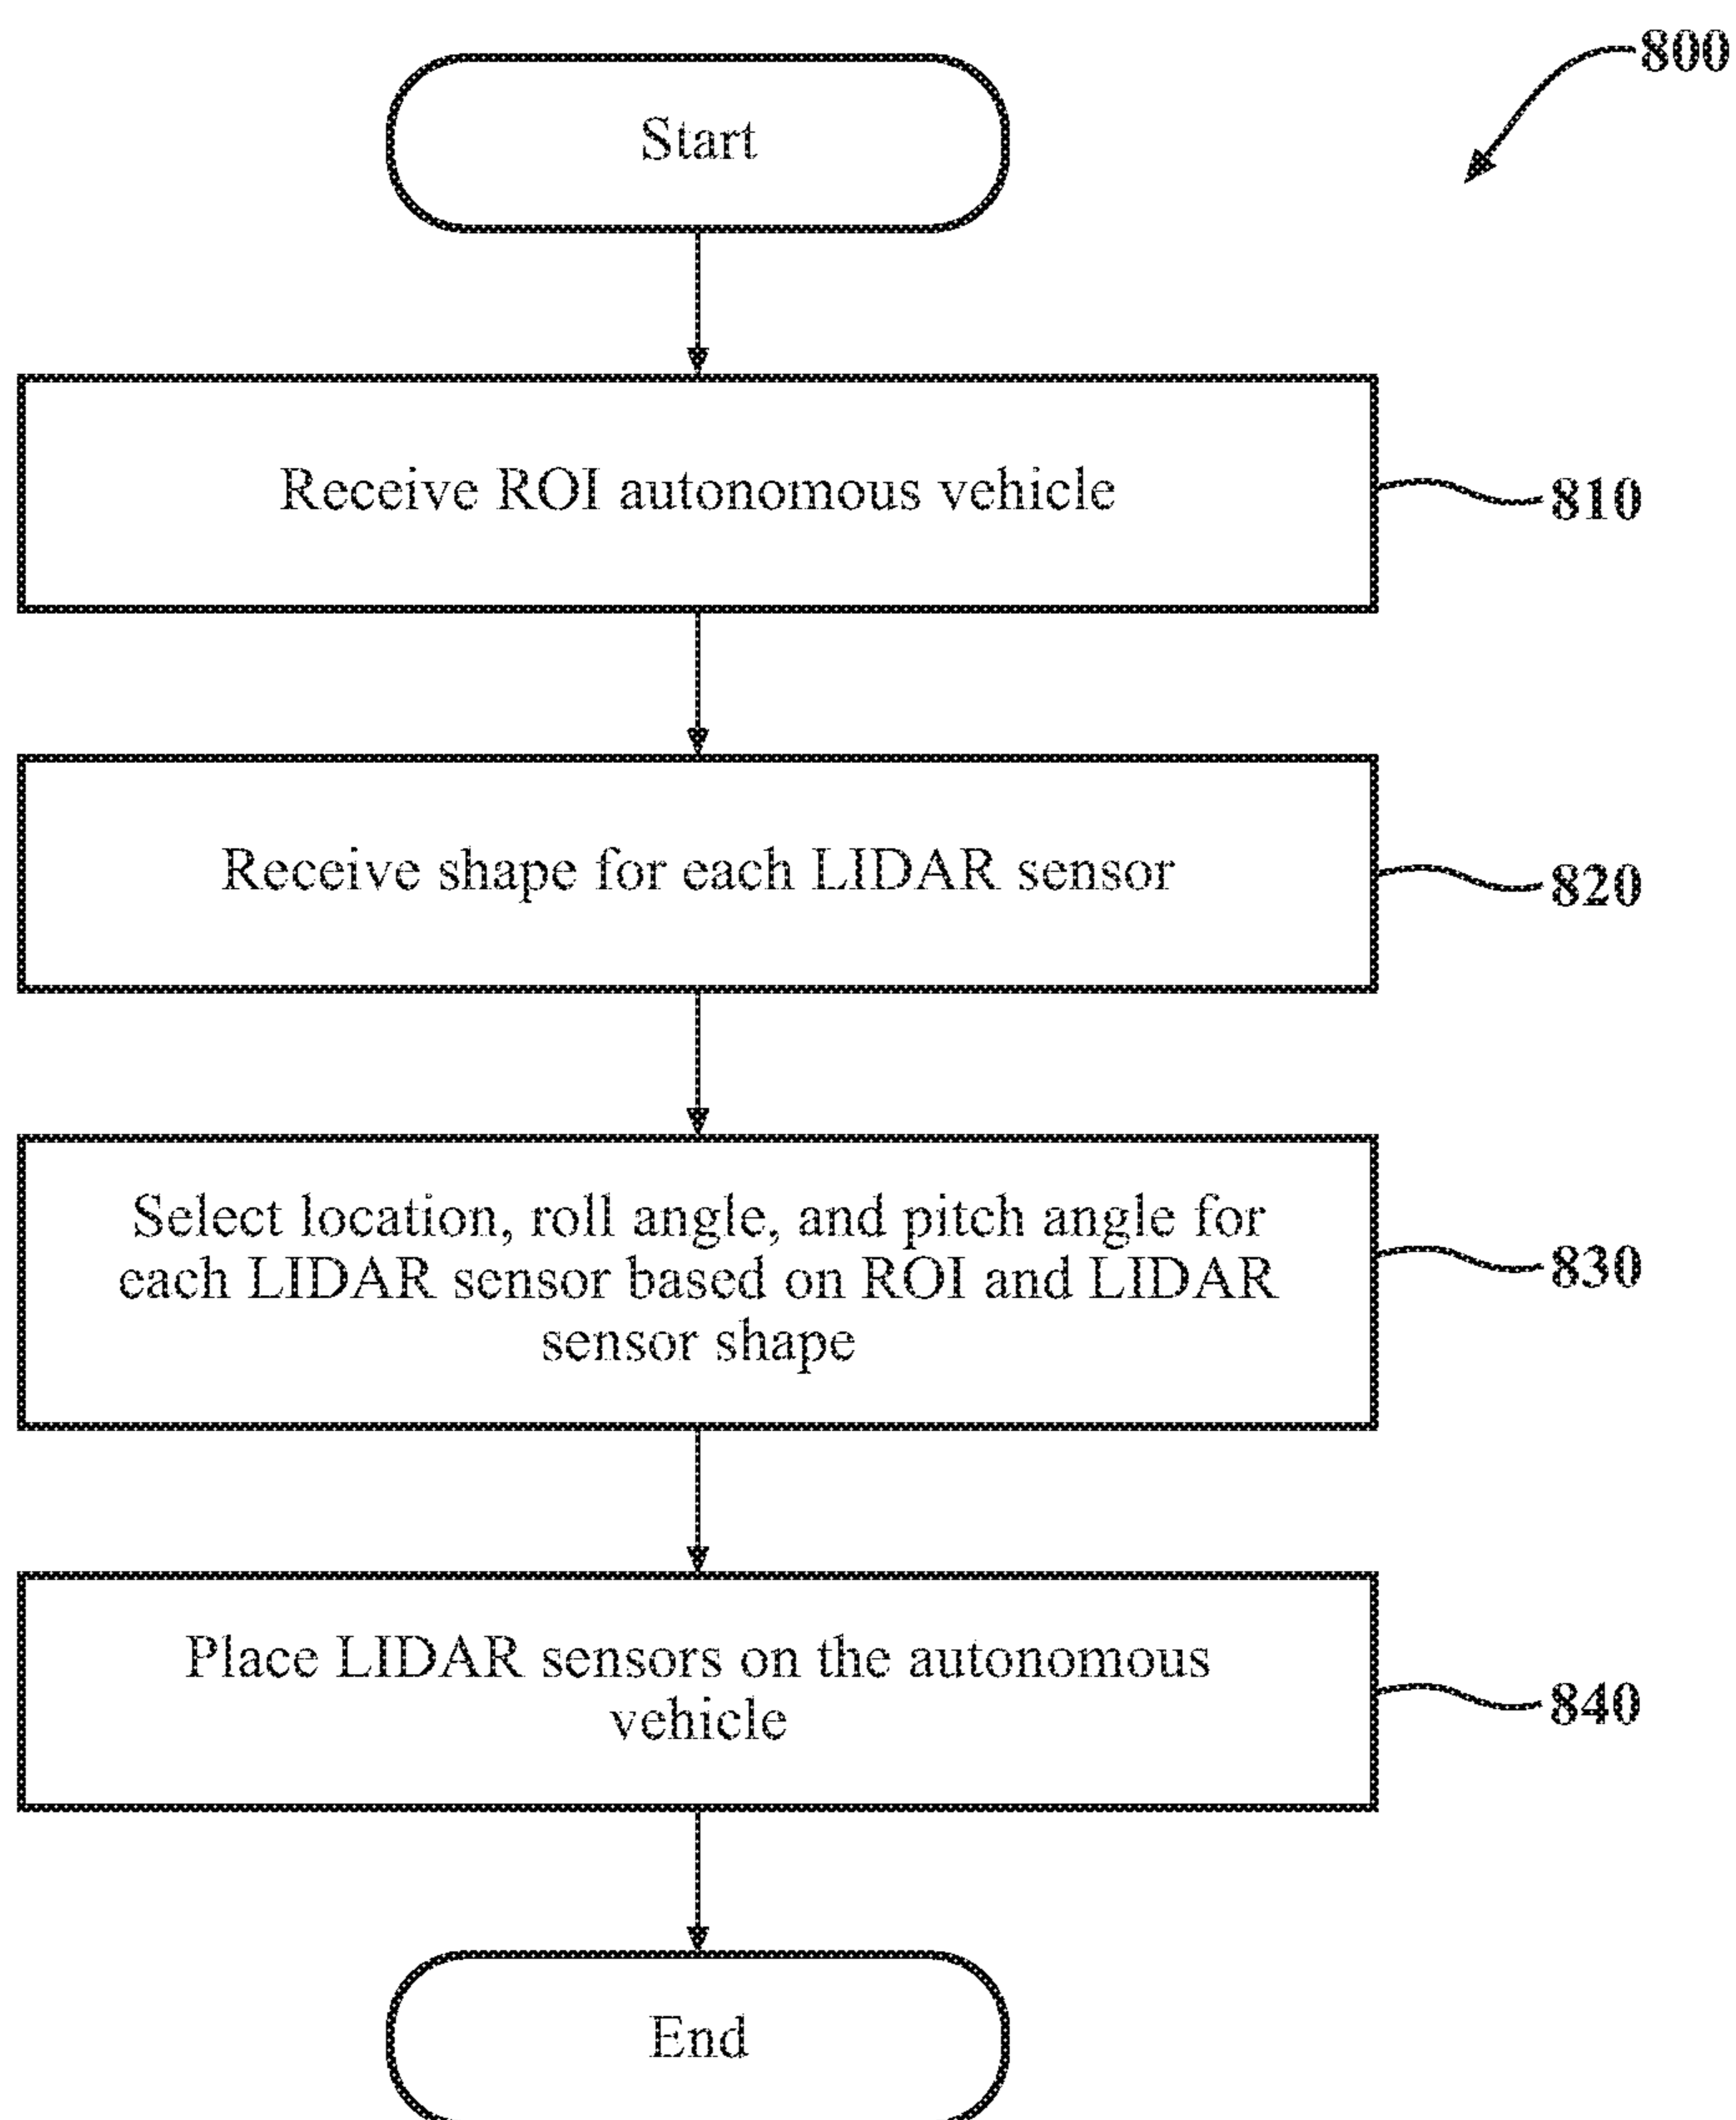 800
Start
Receive ROI autonomous vehicle
810
Receive shape for each LIDAR sensor
820
Select location, roll angle, and pitch angle for
each LIDAR sensor based on ROI and LIDAR
sensor shape
830
Place LIDAR sensors on the autonomous
vehicle
840
End